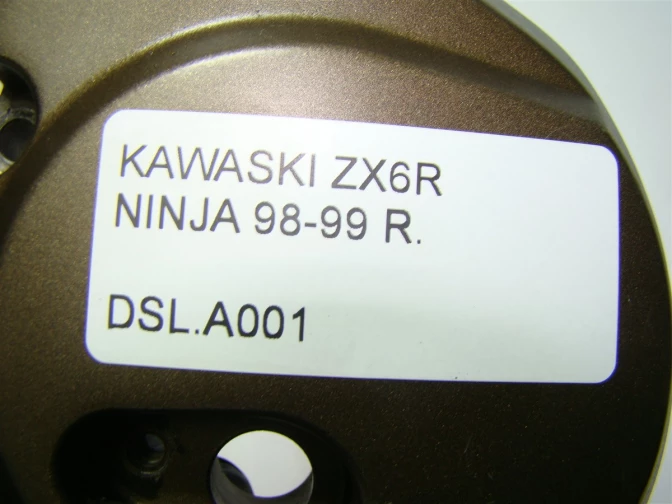 KAWASKI ZX6R
NINJA 98-99 R.
DSL.A001